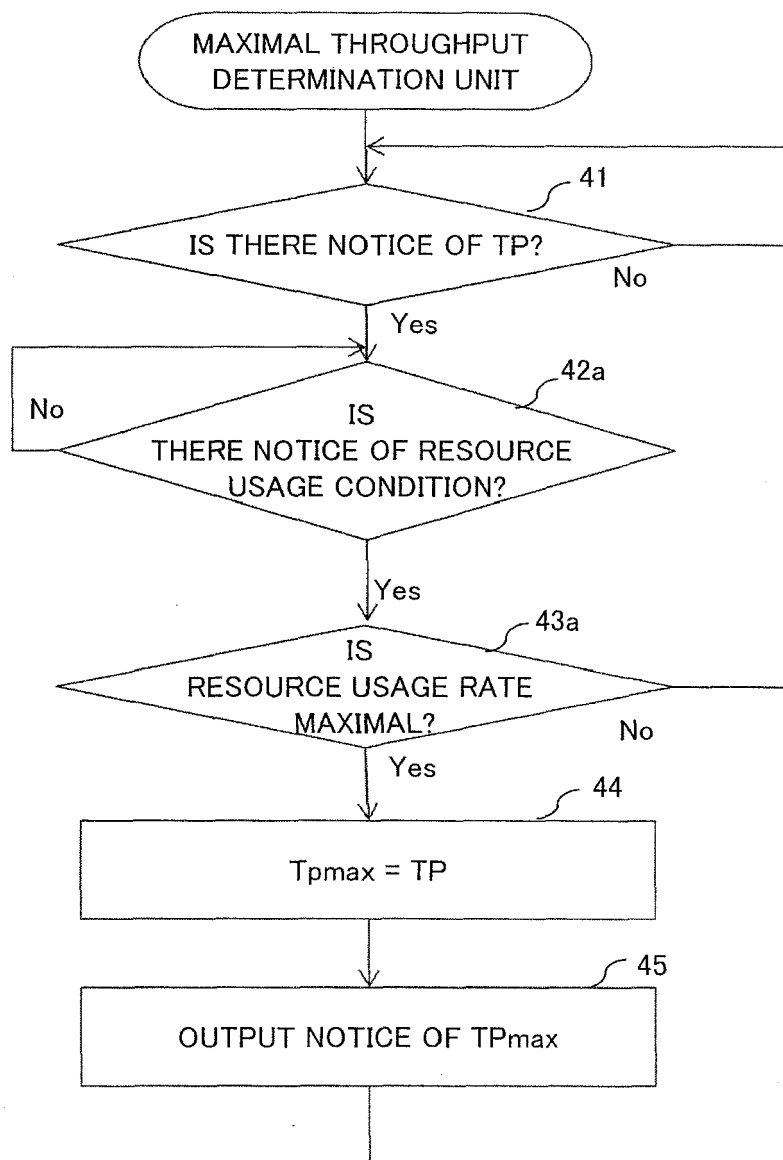 MAXIMAL THROUGHPUT
DETERMINATION UNIT
41
IS THERE NOTICE OF TP?
No
Yes
42a
No
IS
THERE NOTICE OF RESOURCE
USAGE CONDITION?
Yes
43a
IS
RESOURCE USAGE RATE
MAXIMAL?
No
Yes
44
Tpmax = TP
45
OUTPUT NOTICE OF TPmax